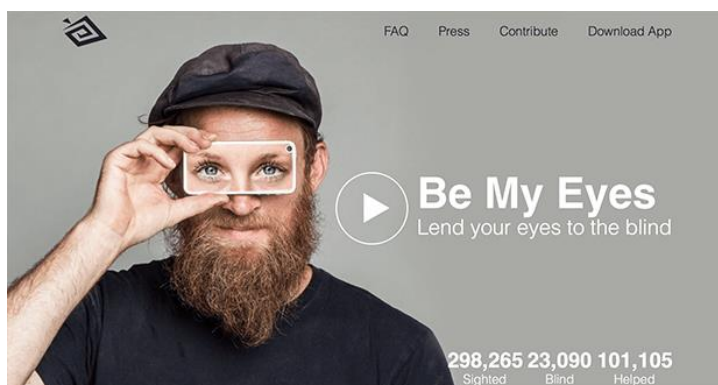 FAQ Press Contribute Download App
Be My Eyes
Lend your eyes to the blind
298,265 23,090 101,105
Sighted Blind Helped